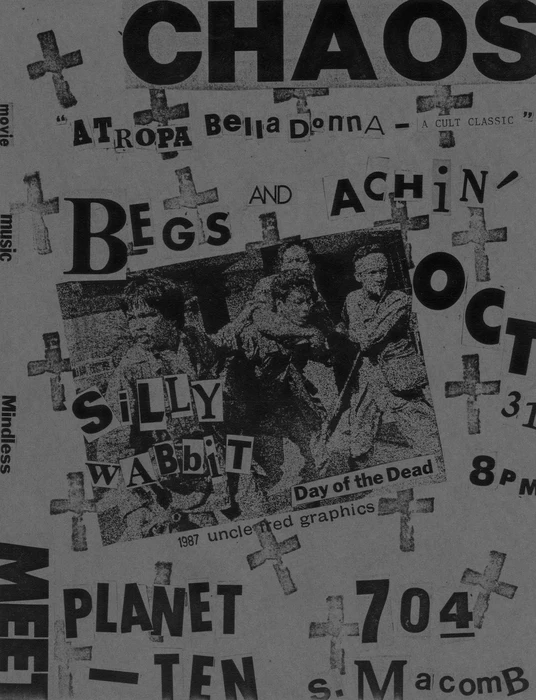 CHAOS
"ATROPA BellaDonnA – A CULT CLASSIC"
BEGS AND ACHiN'
OCT
31
8PM
SiLLY
WABBiT
Day of the Dead
1987 uncle fred graphics
PLANET
– TEN
704
S. MacomB
movie
music
Mindless
MEET